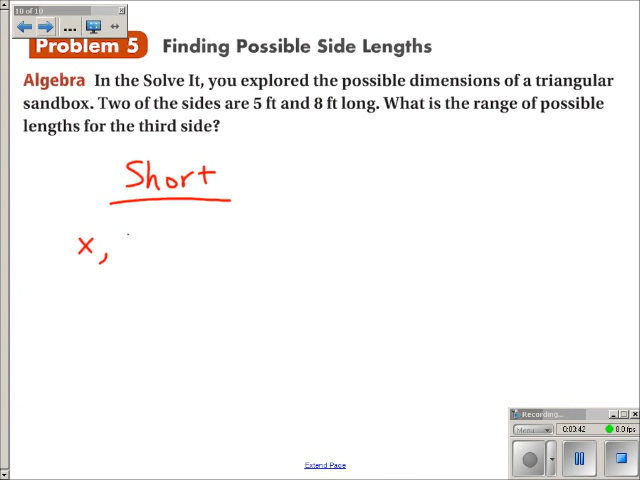 10 of 10
...
Problem 5 Finding Possible Side Lengths
Algebra In the Solve It, you explored the possible dimensions of a triangular
sandbox. Two of the sides are 5 ft and 8 ft long. What is the range of possible
lengths for the third side?
Short
x,
Recording...
Menu 0:03:42 8.0 fps
Extend Page